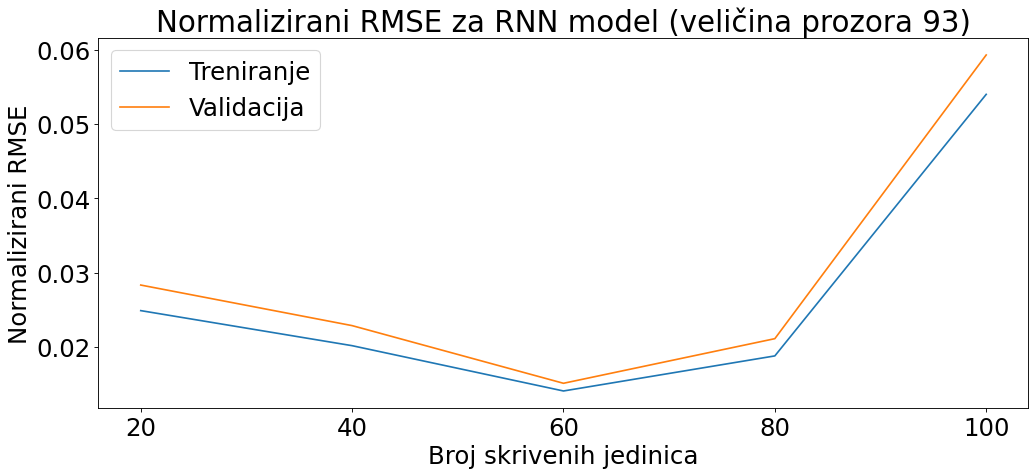 Normalizirani RMSE za RNN model (veličina prozora 93)
Treniranje
Validacija
Normalizirani RMSE
0.06
0.05
0.04
0.03
0.02
20 40 60 80 100
Broj skrivenih jedinica